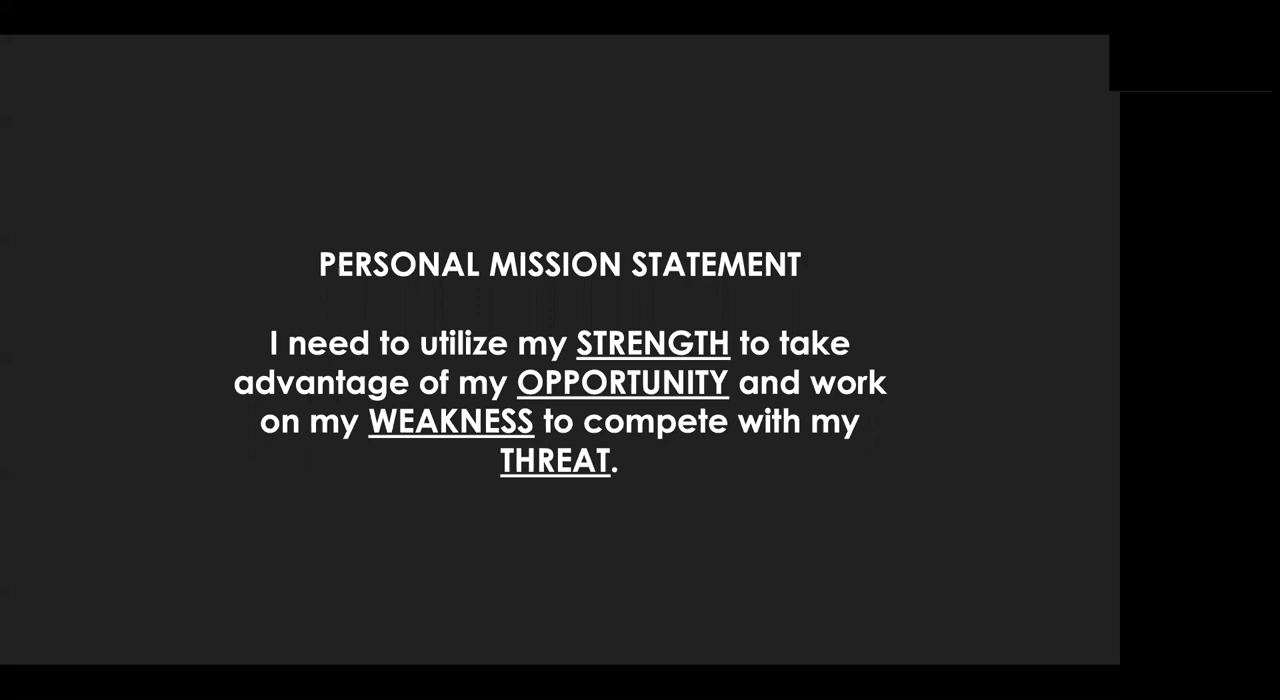 PERSONAL MISSION STATEMENT
I need to utilize my STRENGTH to take
advantage of my OPPORTUNITY and work
on my WEAKNESS to compete with my
THREAT.